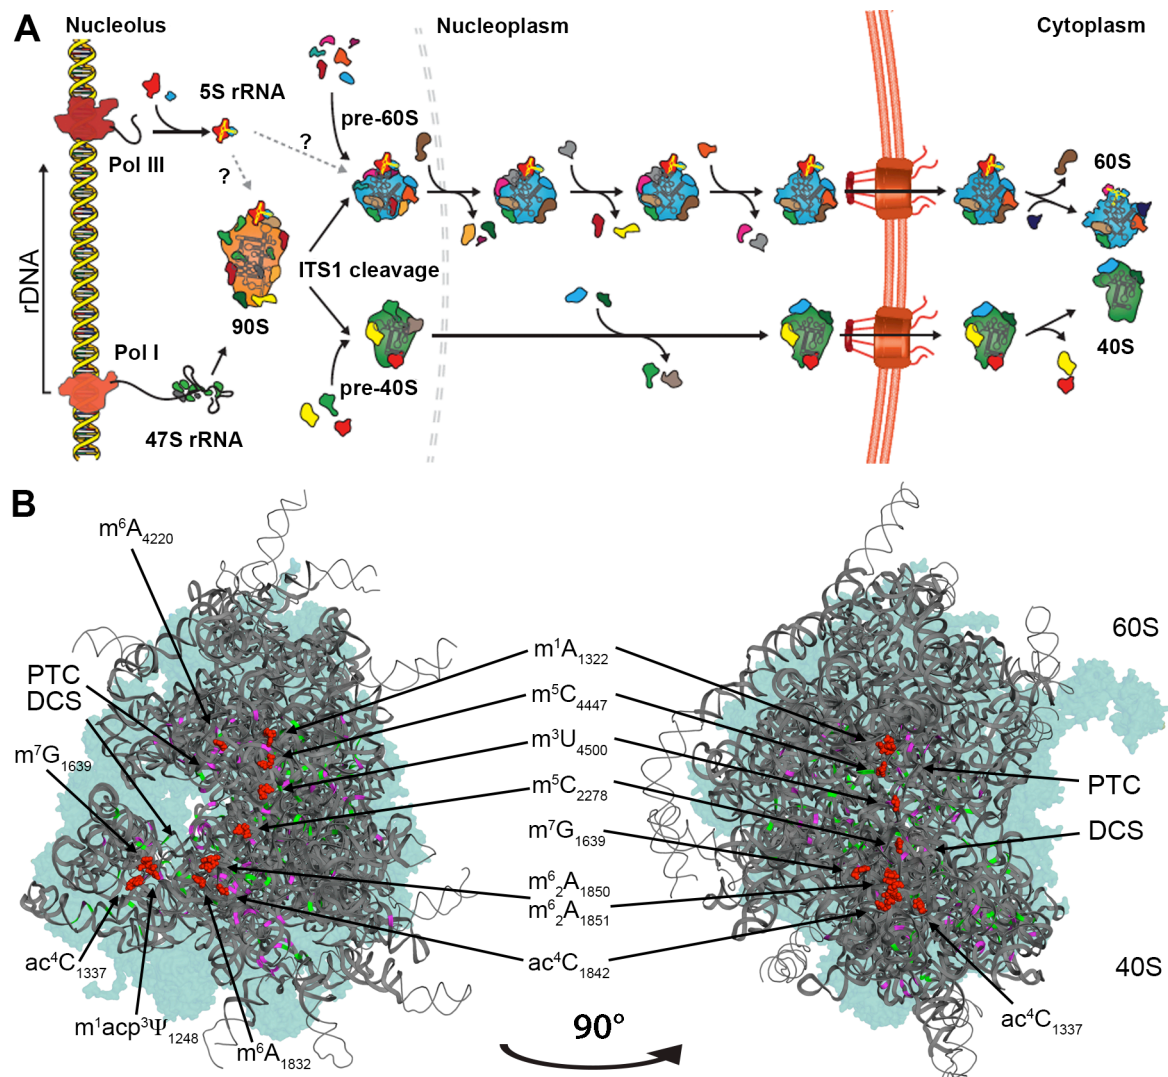 A
Nucleolus
Nucleoplasm
Cytoplasm
5S rRNA
?
?
pre-60S
60S
Pol III
rDNA
ITS1 cleavage
90S
Pol I
pre-40S
40S
47S rRNA
B
m⁶A₄₂₂₀
60S
m¹A₁₃₂₂
PTC
DCS
m⁵C₄₄₄₇
m³U₄₅₀₀
m⁷G₁₆₃₉
m⁵C₂₂₇₈
PTC
m⁷G₁₆₃₉
DCS
m⁶₂A₁₈₅₀
m⁶₂A₁₈₅₁
ac⁴C₁₃₃₇
ac⁴C₁₈₄₂
40S
m¹acp³Ψ₁₂₄₈
ac⁴C₁₃₃₇
m⁶A₁₈₃₂
90°